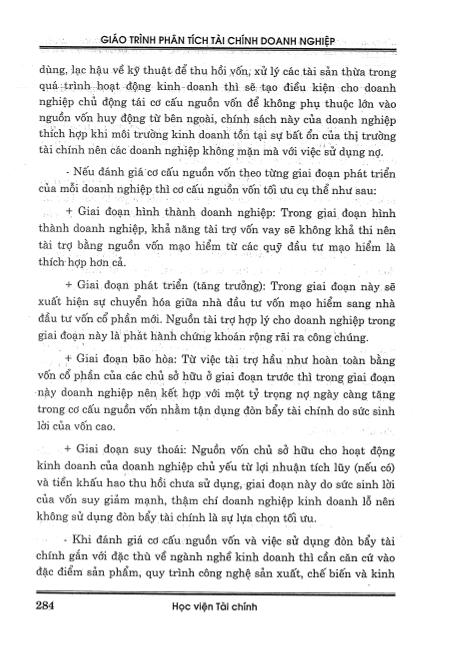 GIÁO TRÌNH PHÂN TÍCH TÀI CHÍNH DOANH NGHIỆP
dùng, lạc hậu về kỹ thuật để thu hồi vốn, xử lý các tài sản thừa trong
quá trình hoạt động kinh doanh thì sẽ tạo điều kiện cho doanh
nghiệp chủ động tái cơ cấu nguồn vốn để không phụ thuộc lớn vào
nguồn vốn huy động từ bên ngoài, chính sách này của doanh nghiệp
thích hợp khi môi trường kinh doanh tồn tại sự bất ổn của thị trường
tài chính nên các doanh nghiệp không mặn mà với việc sử dụng nợ.
- Nếu đánh giá cơ cấu nguồn vốn theo từng giai đoạn phát triển
của mỗi doanh nghiệp thì cơ cấu nguồn vốn tối ưu cụ thể như sau:
+ Giai đoạn hình thành doanh nghiệp: Trong giai đoạn hình
thành doanh nghiệp, khả năng tài trợ vốn vay sẽ không khả thi nên
tài trợ bằng nguồn vốn mạo hiểm từ các quỹ đầu tư mạo hiểm là
thích hợp hơn cả.
+ Giai đoạn phát triển (tăng trưởng): Trong giai đoạn này sẽ
xuất hiện sự chuyển hóa giữa nhà đầu tư vốn mạo hiểm sang nhà
đầu tư vốn cổ phần mới. Nguồn tài trợ hợp lý cho doanh nghiệp trong
giai đoạn này là phát hành chứng khoán rộng rãi ra công chúng.
+ Giai đoạn bão hòa: Từ việc tài trợ hầu như hoàn toàn bằng
vốn cổ phần của các chủ sở hữu ở giai đoạn trước thì trong giai đoạn
này doanh nghiệp nên kết hợp với một tỷ trọng nợ ngày càng tăng
trong cơ cấu nguồn vốn nhằm tận dụng đòn bẩy tài chính do sức sinh
lời của vốn cao.
+ Giai đoạn suy thoái: Nguồn vốn chủ sở hữu cho hoạt động
kinh doanh của doanh nghiệp chủ yếu từ lợi nhuận tích lũy (nếu có)
và tiền khấu hao thu hồi chưa sử dụng, giai đoạn này do sức sinh lời
của vốn suy giảm mạnh, thậm chí doanh nghiệp kinh doanh lỗ nên
không sử dụng đòn bẩy tài chính là sự lựa chọn tối ưu.
- Khi đánh giá cơ cấu nguồn vốn và việc sử dụng đòn bẩy tài
chính gắn với đặc thù về ngành nghề kinh doanh thì cần căn cứ vào
đặc điểm sản phẩm, quy trình công nghệ sản xuất, chế biến và kinh
284 Học viện Tài chính